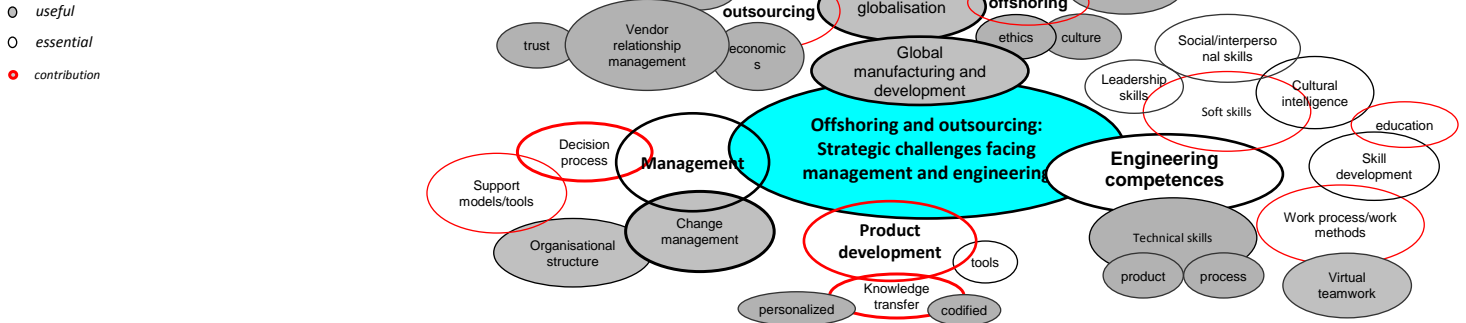 useful
essential
contribution
outsourcing
globalisation
offshoring
trust
Vendor
relationship
management
economic
s
ethics
culture
Global
manufacturing and
development
Social/interperso
nal skills
Leadership
skills
Cultural
intelligence
Soft skills
education
Skill
development
Offshoring and outsourcing:
Strategic challenges facing
management and engineering
Decision
process
Management
Engineering
competences
Support
models/tools
Change
management
Organisational
structure
Product
development
tools
Knowledge
transfer
personalized
codified
Technical skills
product
process
Work process/work
methods
Virtual
teamwork